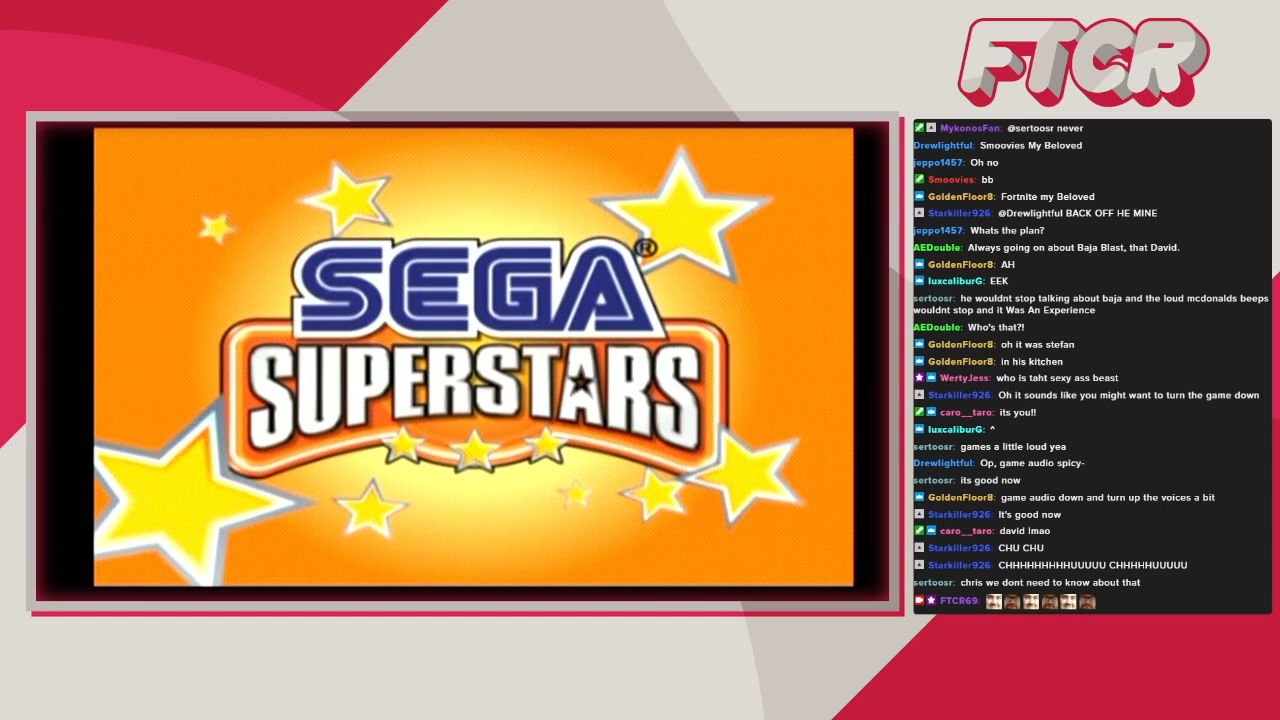 FTCR
SEGA®
SUPERSTARS
MykonosFan: @sertoosr never
Drewlightful: Smoovies My Beloved
jeppo1457: Oh no
Smoovies: bb
GoldenFloor8: Fortnite my Beloved
Starkiller926: @Drewlightful BACK OFF HE MINE
jeppo1457: Whats the plan?
AEDouble: Always going on about Baja Blast, that David.
GoldenFloor8: AH
luxcaliburG: EEK
sertoosr: he wouldnt stop talking about baja and the loud mcdonalds beeps
wouldnt stop and it Was An Experience
AEDouble: Who's that?!
GoldenFloor8: oh it was stefan
GoldenFloor8: in his kitchen
WertyJess: who is taht sexy ass beast
Starkiller926: Oh it sounds like you might want to turn the game down
caro__taro: its you!!
luxcaliburG: ^
sertoosr: games a little loud yea
Drewlightful: Op, game audio spicy-
sertoosr: its good now
GoldenFloor8: game audio down and turn up the voices a bit
Starkiller926: It's good now
caro__taro: david lmao
Starkiller926: CHU CHU
Starkiller926: CHHHHHHHHHUUUUU CHHHHHUUUUU
sertoosr: chris we dont need to know about that
FTCR69: